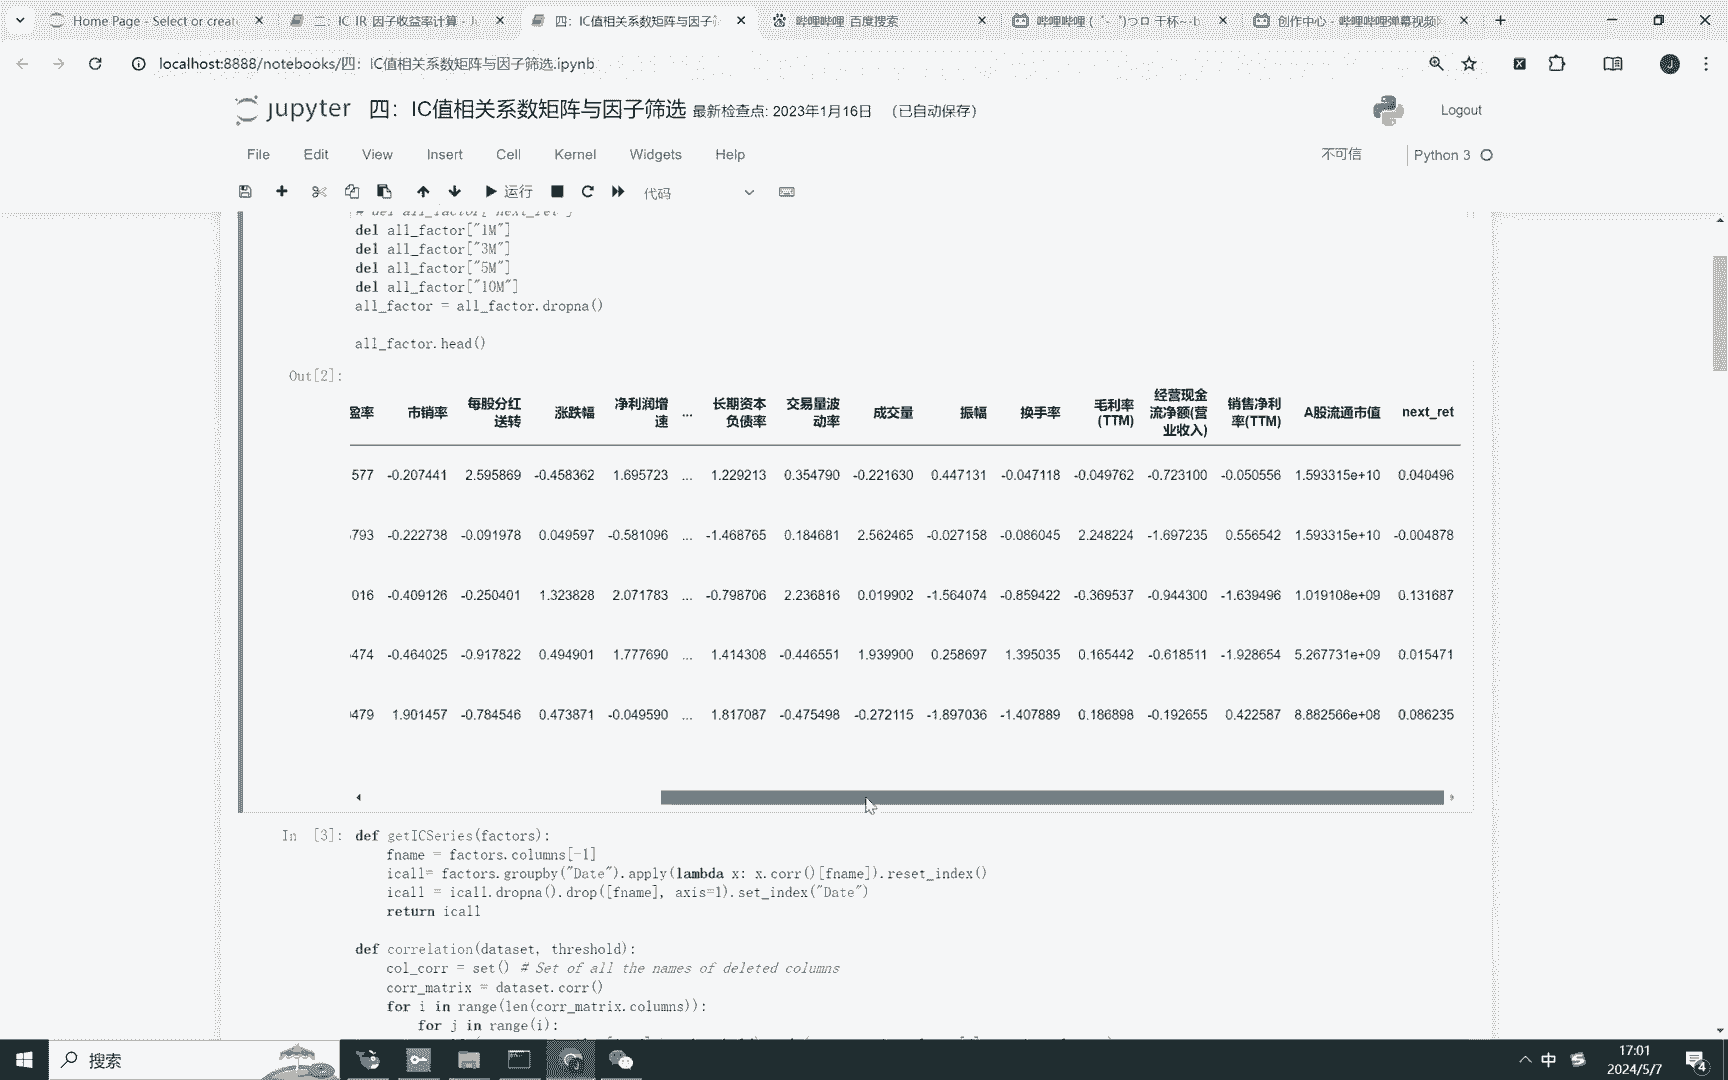 Home Page - Select or create
二：IC IR 因子收益率计算 - J
四：IC值相关系数矩阵与因子筛
哔哩哔哩_百度搜索
哔哩哔哩 (゜-゜)つロ 干杯~-b
创作中心 - 哔哩哔哩弹幕视频
localhost:8888/notebooks/四：IC值相关系数矩阵与因子筛选.ipynb
jupyter 四：IC值相关系数矩阵与因子筛选 最新检查点: 2023年1月16日 （已自动保存） Logout
File Edit View Insert Cell Kernel Widgets Help 不可信 Python 3
运行 代码
# del all_factor["next_ret"]
del all_factor["1M"]
del all_factor["3M"]
del all_factor["5M"]
del all_factor["10M"]
all_factor = all_factor.dropna()
all_factor.head()
Out[2]:
盈率 市销率 每股分红送转 涨跌幅 净利润增速 ... 长期资本负债率 交易量波动率 成交量 振幅 换手率 毛利率(TTM) 经营现金流净额(营业收入) 销售净利率(TTM) A股流通市值 next_ret
577 -0.207441 2.595869 -0.458362 1.695723 ... 1.229213 0.354790 -0.221630 0.447131 -0.047118 -0.049762 -0.723100 -0.050556 1.593315e+10 0.040496
793 -0.222738 -0.091978 0.049597 -0.581096 ... -1.468765 0.184681 2.562465 -0.027158 -0.086045 2.248224 -1.697235 0.556542 1.593315e+10 -0.004878
016 -0.409126 -0.250401 1.323828 2.071783 ... -0.798706 2.236816 0.019902 -1.564074 -0.859422 -0.369537 -0.944300 -1.639496 1.019108e+09 0.131687
474 -0.464025 -0.917822 0.494901 1.777690 ... 1.414308 -0.446551 1.939900 0.258697 1.395035 0.165442 -0.618511 -1.928654 5.267731e+09 0.015471
479 1.901457 -0.784546 0.473871 -0.049590 ... 1.817087 -0.475498 -0.272115 -1.897036 -1.407889 0.186898 -0.192655 0.422587 8.882566e+08 0.086235
In [3]: def getICSeries(factors):
fname = factors.columns[-1]
icall= factors.groupby("Date").apply(lambda x: x.corr()[fname]).reset_index()
icall = icall.dropna().drop([fname], axis=1).set_index("Date")
return icall
def correlation(dataset, threshold):
col_corr = set() # Set of all the names of deleted columns
corr_matrix = dataset.corr()
for i in range(len(corr_matrix.columns)):
for j in range(i):
搜索
中
17:01
2024/5/7
4